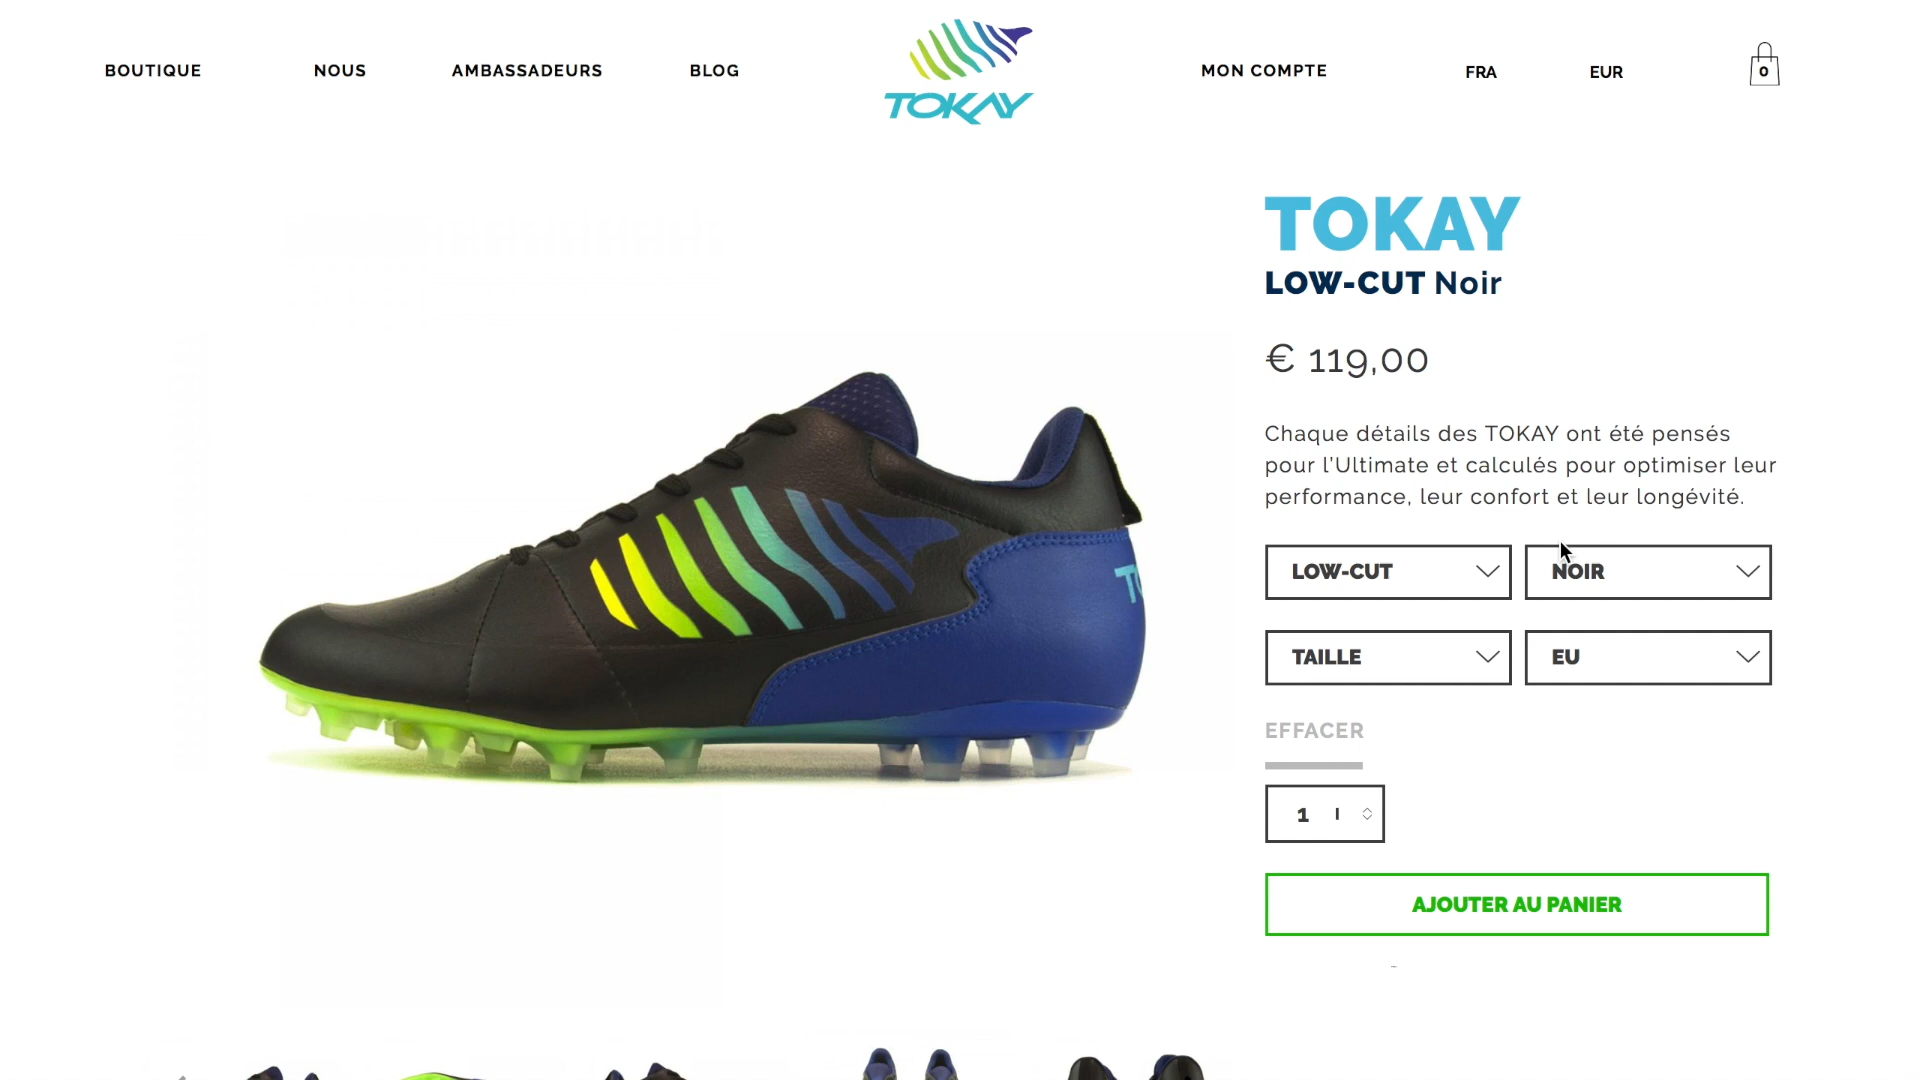 BOUTIQUE
NOUS
AMBASSADEURS
BLOG
TOKAY
MON COMPTE
FRA
EUR
0
TOKAY
LOW-CUT Noir
€ 119,00
Chaque détails des TOKAY ont été pensés
pour l'Ultimate et calculés pour optimiser leur
performance, leur confort et leur longévité.
LOW-CUT
NOIR
TAILLE
EU
EFFACER
1
AJOUTER AU PANIER